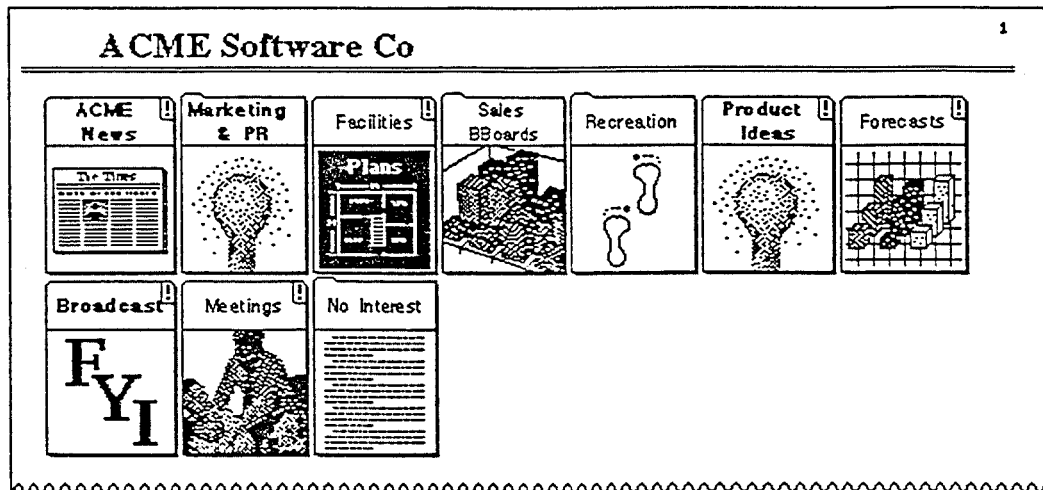 1
ACME Software Co
ACME
News
!
Marketing
& PR
Facilities
!
Sales
BBoards
Recreation
Product
Ideas
!
Forecasts
!
The Times
Plans
Broadcast
!
Meetings
!
No Interest
F
Y
I